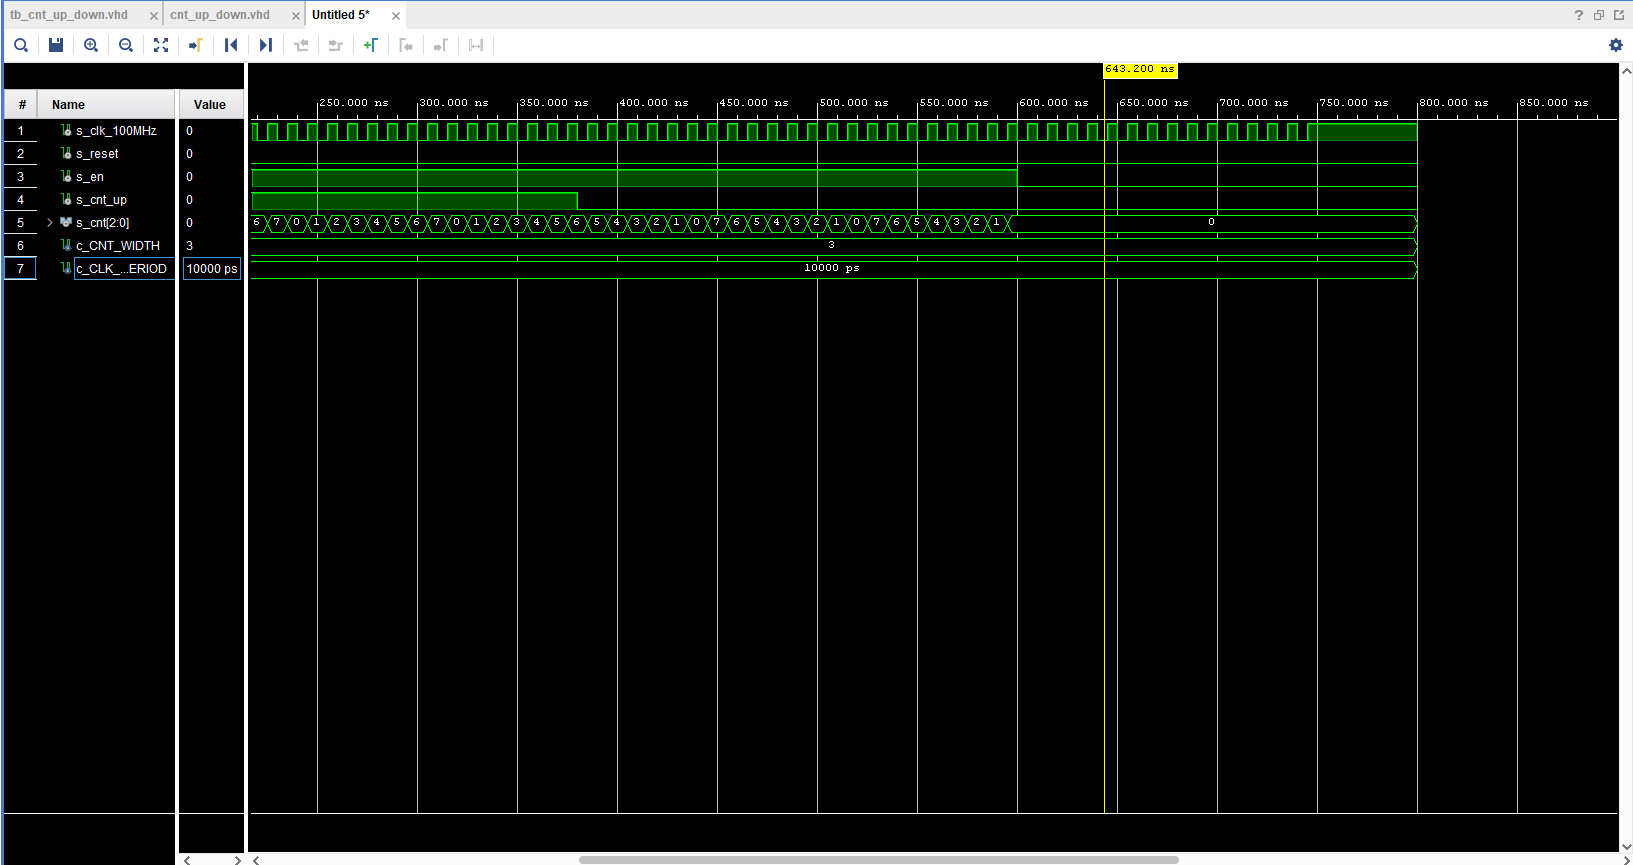 tb_cnt_up_down.vhd × cnt_up_down.vhd × Untitled 5* ×
?
643.200 ns
# Name Value
250.000 ns 300.000 ns 350.000 ns 400.000 ns 450.000 ns 500.000 ns 550.000 ns 600.000 ns 650.000 ns 700.000 ns 750.000 ns 800.000 ns 850.000 ns
1 s_clk_100MHz 0
2 s_reset 0
3 s_en 0
4 s_cnt_up 0
5 s_cnt[2:0] 0 6 7 0 1 2 3 4 5 6 7 0 1 2 3 4 5 6 5 4 3 2 1 0 7 6 5 4 3 2 1 0 7 6 5 4 3 2 1 0
6 c_CNT_WIDTH 3 3
7 c_CLK_...ERIOD 10000 ps 10000 ps